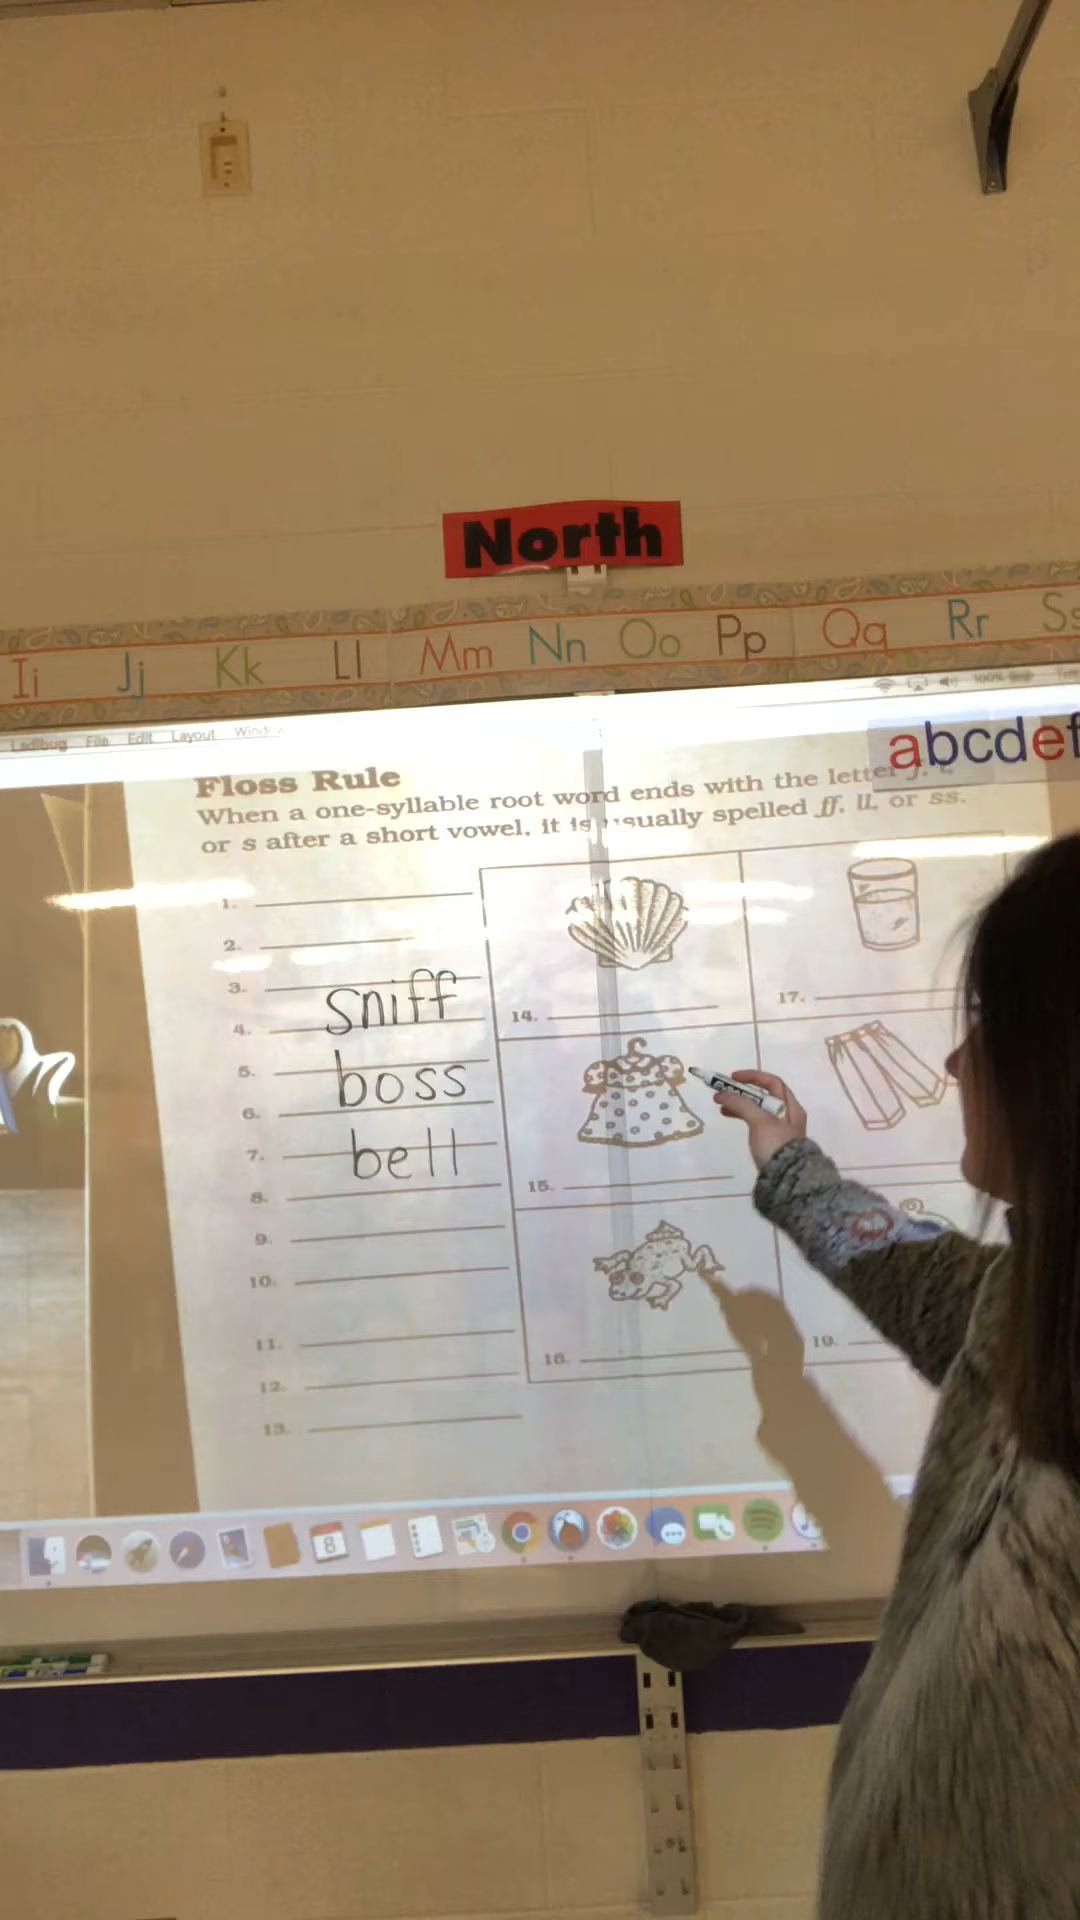 North
Ii Jj Kk Ll Mm Nn Oo Pp Qq Rr Ss
Ladibug File Edit Layout
100%
abcdef
Floss Rule
When a one-syllable root word ends with the letter f, l,
or s after a short vowel, it is usually spelled ff, ll, or ss.
1.
2.
3.
sniff
4.
5.
boss
6.
7.
bell
8.
9.
10.
11.
12.
13.
14.
15.
16.
17.
19.
8